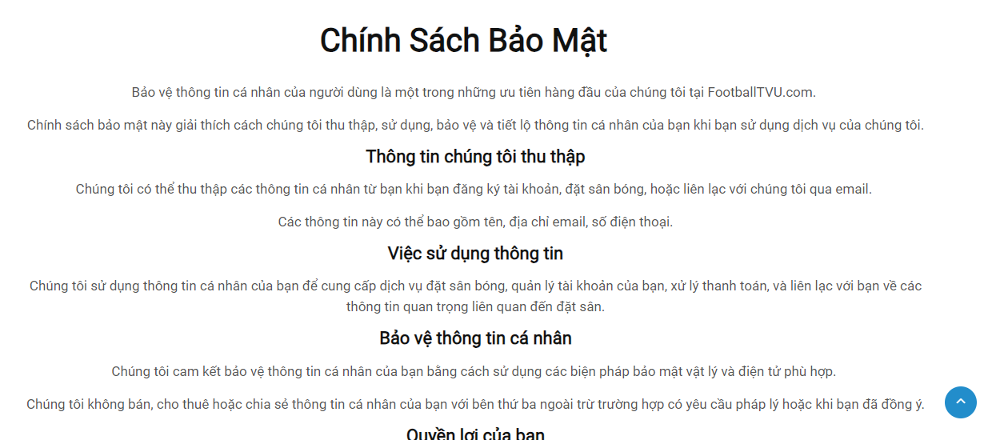 Chính Sách Bảo Mật
Bảo vệ thông tin cá nhân của người dùng là một trong những ưu tiên hàng đầu của chúng tôi tại FootballTVU.com.
Chính sách bảo mật này giải thích cách chúng tôi thu thập, sử dụng, bảo vệ và tiết lộ thông tin cá nhân của bạn khi bạn sử dụng dịch vụ của chúng tôi.
Thông tin chúng tôi thu thập
Chúng tôi có thể thu thập các thông tin cá nhân từ bạn khi bạn đăng ký tài khoản, đặt sân bóng, hoặc liên lạc với chúng tôi qua email.
Các thông tin này có thể bao gồm tên, địa chỉ email, số điện thoại.
Việc sử dụng thông tin
Chúng tôi sử dụng thông tin cá nhân của bạn để cung cấp dịch vụ đặt sân bóng, quản lý tài khoản của bạn, xử lý thanh toán, và liên lạc với bạn về các
thông tin quan trọng liên quan đến đặt sân.
Bảo vệ thông tin cá nhân
Chúng tôi cam kết bảo vệ thông tin cá nhân của bạn bằng cách sử dụng các biện pháp bảo mật vật lý và điện tử phù hợp.
Chúng tôi không bán, cho thuê hoặc chia sẻ thông tin cá nhân của bạn với bên thứ ba ngoài trừ trường hợp có yêu cầu pháp lý hoặc khi bạn đã đồng ý.
Quyền lợi của bạn